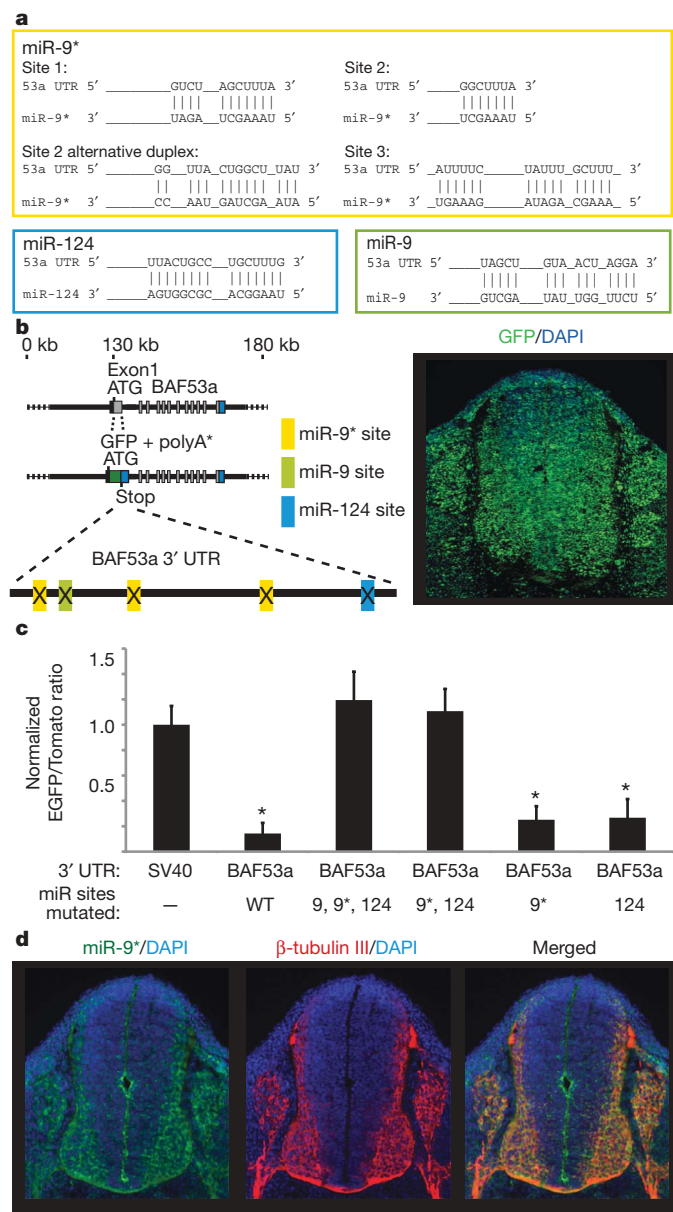 a
miR-9*
Site 1:
53a UTR 5′ ________GUCU__AGCUUUA 3′
miR-9* 3′ ________UAGA__UCGAAAU 5′
Site 2:
53a UTR 5′ ____GGCUUUA 3′
miR-9* 3′ ____UCGAAAU 5′
Site 2 alternative duplex:
53a UTR 5′ ______GG__UUA_CUGGCU_UAU 3′
miR-9* 3′ ______CC__AAU_GAUCGA_AUA 5′
Site 3:
53a UTR 5′ _AUUUUC______UAUUU_GCUUU_ 3′
miR-9* 3′ _UGAAAG______AUAGA_CGAAA_ 5′
miR-124
53a UTR 5′ ______UUACUGCC__UGCUUUG 3′
miR-124 3′ ______AGUGGCGC__ACGGAAU 5′
miR-9
53a UTR 5′ ____UAGCU___GUA_ACU_AGGA 3′
miR-9 3′ ____GUCGA___UAU_UGG_UUCU 5′
b
0 kb 130 kb 180 kb
Exon1
ATG BAF53a
GFP + polyA*
ATG
Stop
BAF53a 3′ UTR
X X X X X
miR-9* site
miR-9 site
miR-124 site
GFP/DAPI
c
Normalized
EGFP/Tomato ratio
1.5
1.0
0.5
* * *
3′ UTR: SV40 BAF53a BAF53a BAF53a BAF53a BAF53a
miR sites
mutated: — WT 9, 9*, 124 9*, 124 9* 124
d
miR-9*/DAPI β-tubulin III/DAPI Merged